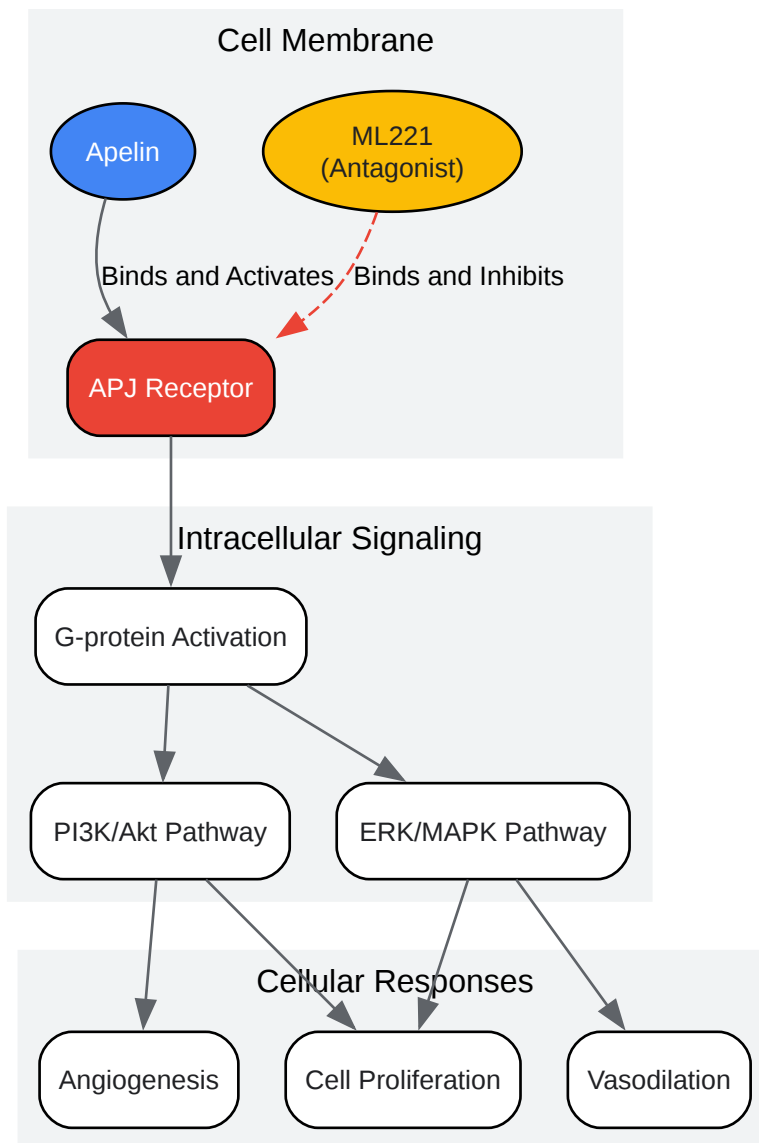 Cell Membrane
Apelin
ML221
(Antagonist)
Binds and Activates
Binds and Inhibits
APJ Receptor
Intracellular Signaling
G-protein Activation
PI3K/Akt Pathway
ERK/MAPK Pathway
Cellular Responses
Angiogenesis
Cell Proliferation
Vasodilation